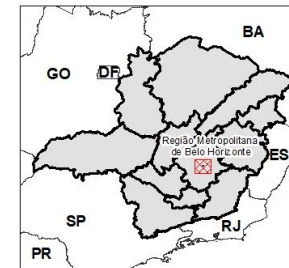 BA
GO
DF
Região Metropolitana
de Belo Horizonte
ES
SP
RJ
PR